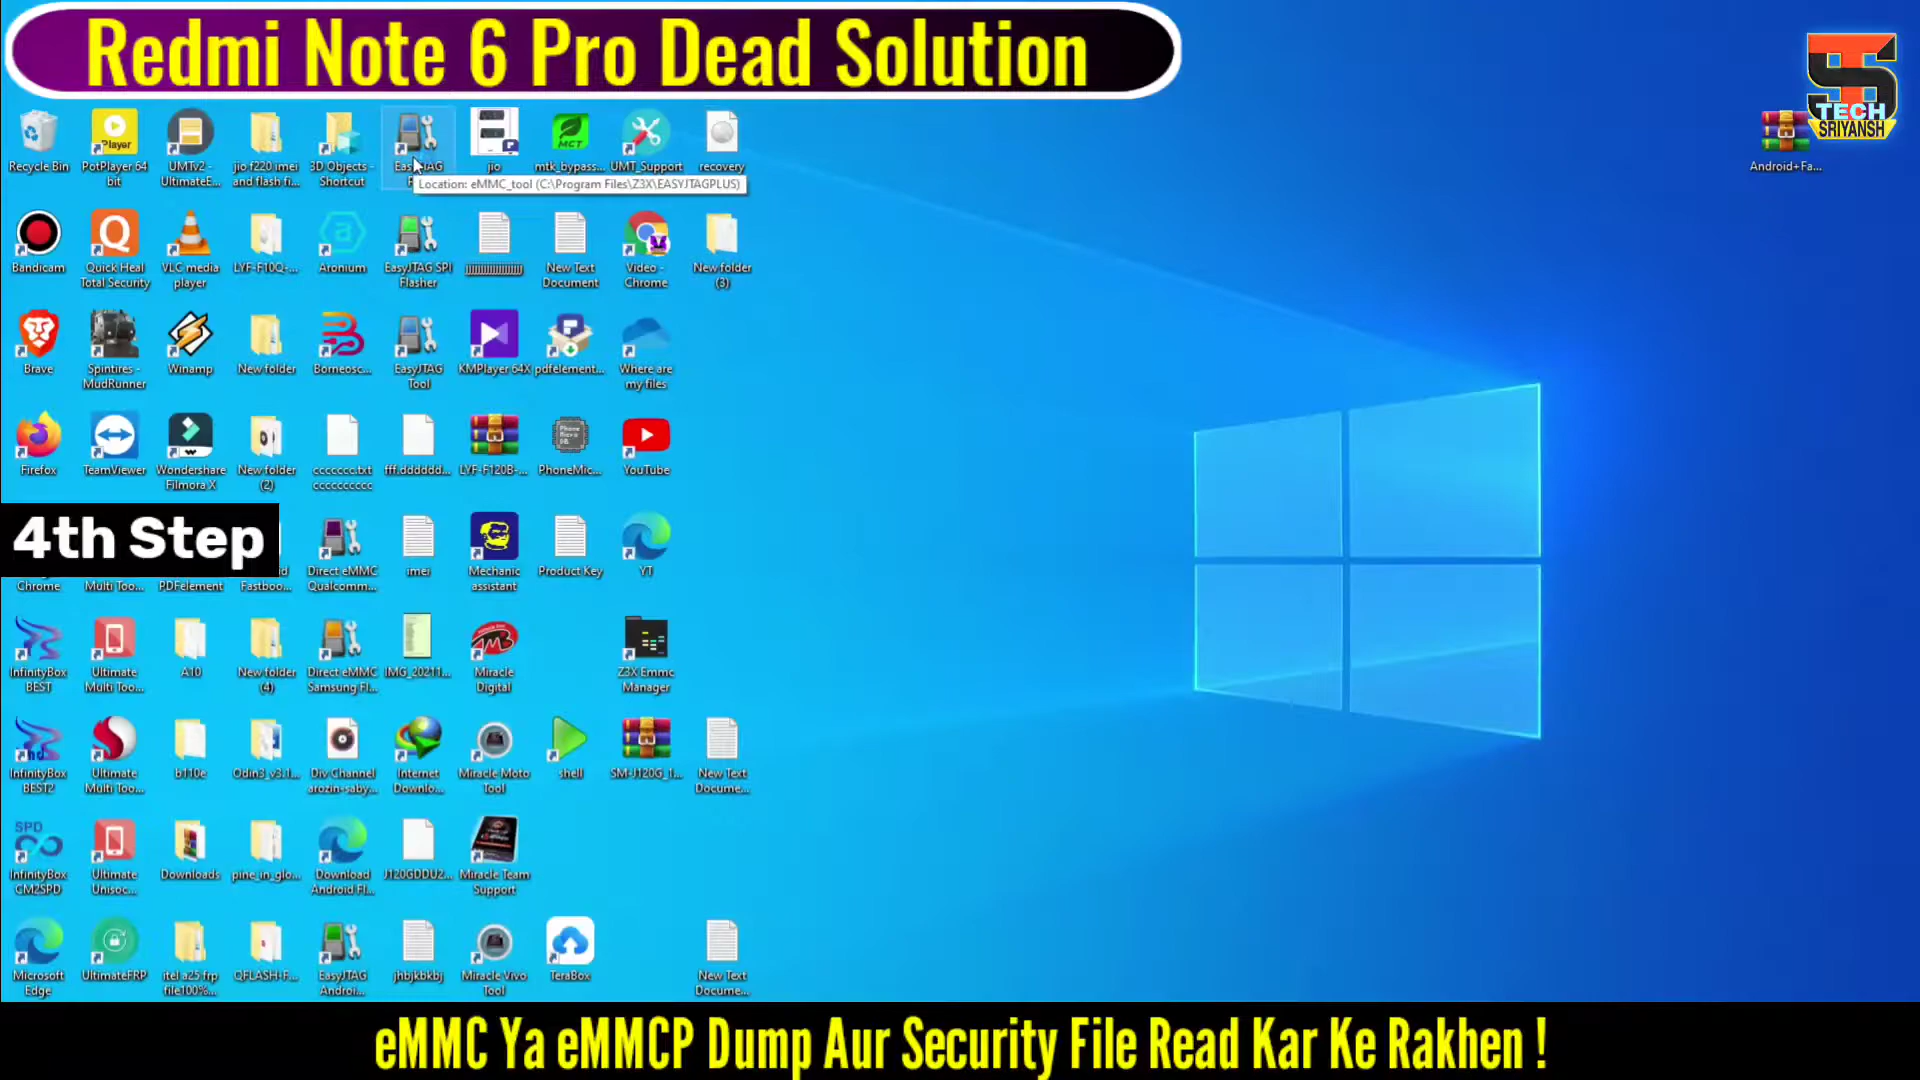 Redmi Note 6 Pro Dead Solution
TECH
SRIYANSH
Recycle Bin
PotPlayer 64
bit
UMTv2 -
UltimateE...
jio f220 imei
and flash fi...
3D Objects -
Shortcut
EasyJTAG
jio
mtk_bypass...
UMT_Support
recovery
Android+Fa...
Location: eMMC_tool (C:\Program Files\Z3X\EASYJTAGPLUS)
Bandicam
Quick Heal
Total Security
VLC media
player
LYF-F10Q-...
Aronium
EasyJTAG SPI
Flasher
New Text
Document
Video -
Chrome
New folder
(3)
Brave
Spintires -
MudRunner
Winamp
New folder
Borneosc...
EasyJTAG
Tool
KMPlayer 64X
pdfelement...
Where are
my files
Firefox
TeamViewer
Wondershare
Filmora X
New folder
(2)
ccccccc.txt
cccccccccc
fff.dddddd...
LYF-F120B-...
PhoneMic...
YouTube
4th Step
Chrome
Multi Too...
PDFelement
Fastboo...
Direct eMMC
Qualcomm...
imei
Mechanic
assistant
Product Key
YT
InfinityBox
BEST
Ultimate
Multi Too...
A10
New folder
(4)
Direct eMMC
Samsung Fl...
IMG_20211...
Miracle
Digital
Z3X Emmc
Manager
InfinityBox
BEST2
Ultimate
Multi Too...
b110e
Odin3_v3.1...
Div Channel
arozin-saby...
Internet
Downlo...
Miracle Moto
Tool
shell
SM-J120G_1...
New Text
Docume...
SPD
InfinityBox
CM2SPD
Ultimate
Unisoc...
Downloads
pine_in_glo...
Download
Android.Fl...
J120GDDU2...
Miracle Team
Support
Microsoft
Edge
UltimateFRP
itel a25 frp
file100%...
QFLASH-F...
EasyJTAG
Androi...
jhbjkbkbj
Miracle Vivo
Tool
TeraBox
New Text
Docume...
eMMC Ya eMMCP Dump Aur Security File Read Kar Ke Rakhen !